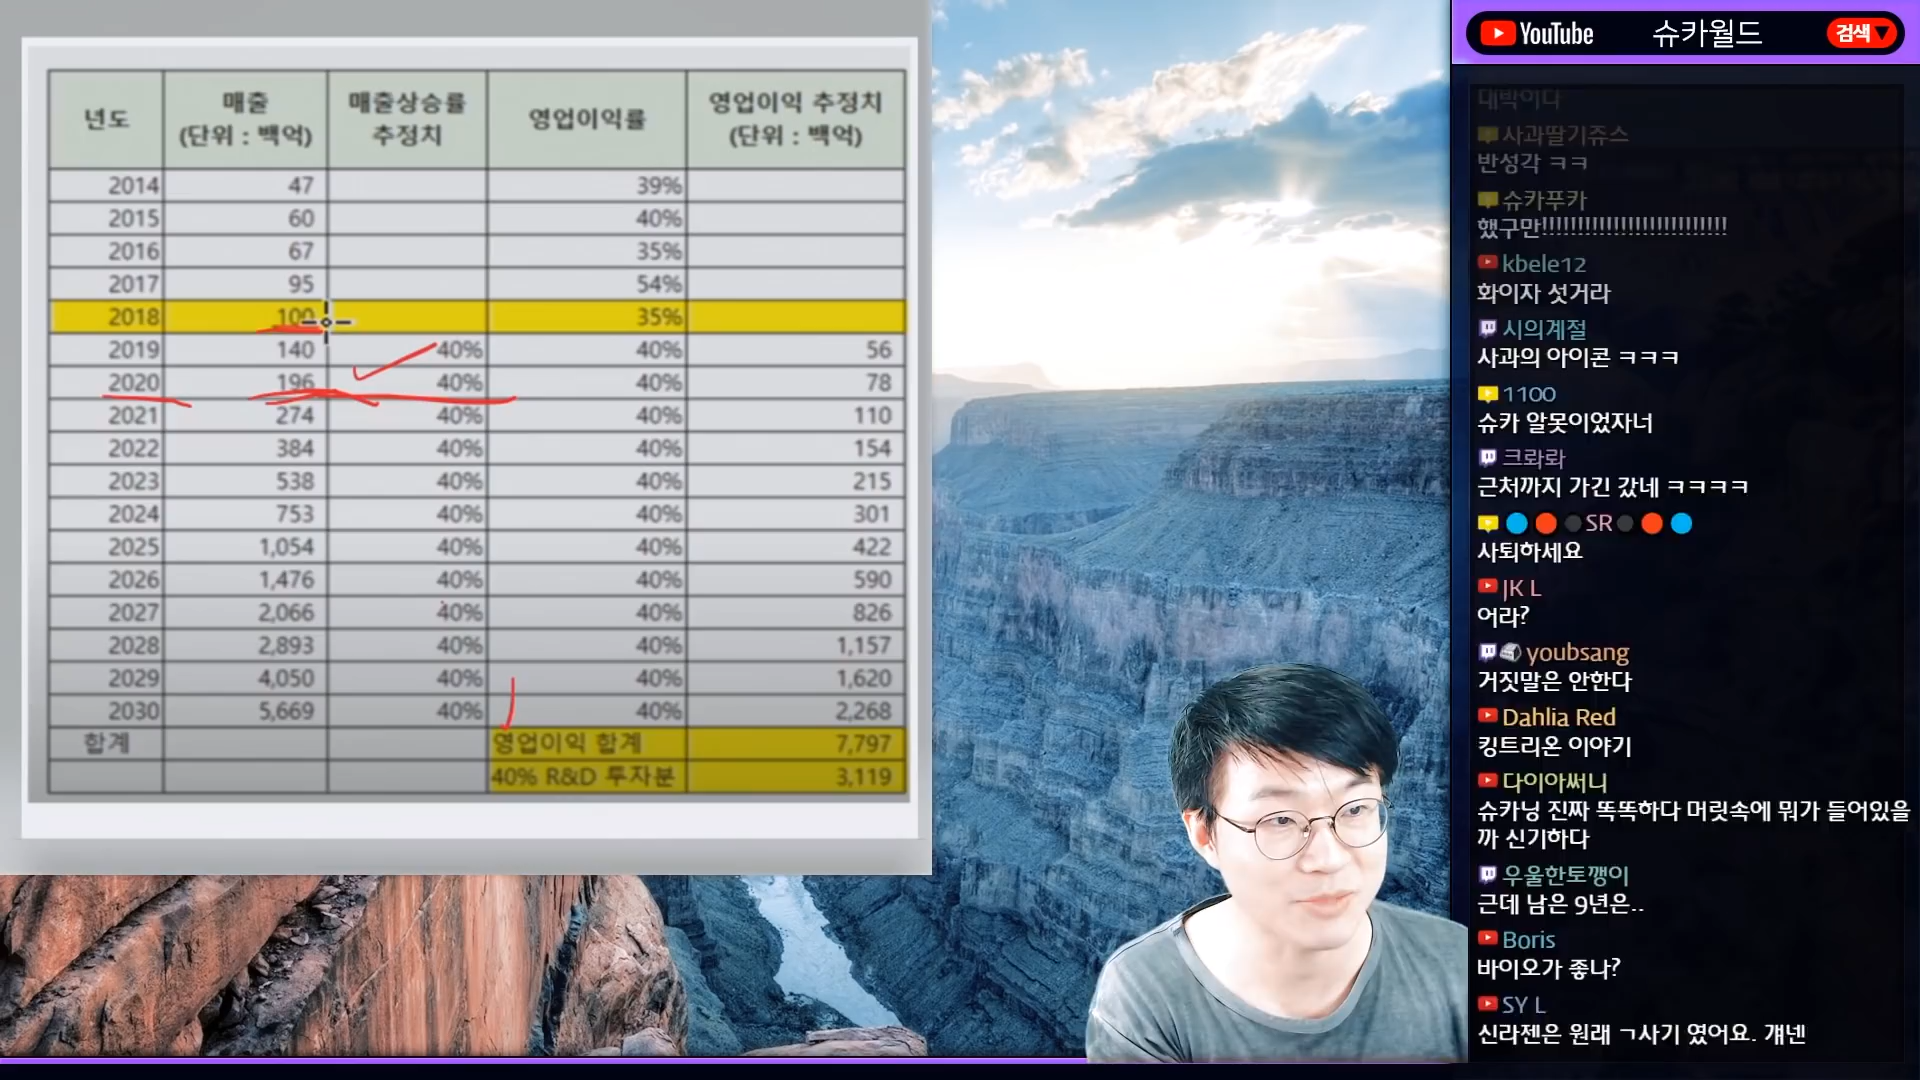 년도 매출 (단위 : 백억) 매출상승률 추정치 영업이익률 영업이익 추정치 (단위 : 백억)
2014 47 39%
2015 60 40%
2016 67 35%
2017 95 54%
2018 100 35%
2019 140 40% 40% 56
2020 196 40% 40% 78
2021 274 40% 40% 110
2022 384 40% 40% 154
2023 538 40% 40% 215
2024 753 40% 40% 301
2025 1,054 40% 40% 422
2026 1,476 40% 40% 590
2027 2,066 40% 40% 826
2028 2,893 40% 40% 1,157
2029 4,050 40% 40% 1,620
2030 5,669 40% 40% 2,268
합계 영업이익 합계 7,797
40% R&D 투자분 3,119
YouTube 슈카월드 검색▼
대박이다
사과딸기쥬스
반성각 ㅋㅋ
슈카푸카
했구만!!!!!!!!!!!!!!!!!!!!!!!!!!
kbele12
화이자 섯거라
시의계절
사과의 아이콘 ㅋㅋㅋ
1100
슈카 알못이었자너
크롸롸
근처까지 가긴 갔네 ㅋㅋㅋㅋ
SR
사퇴하세요
JK L
어라?
youbsang
거짓말은 안한다
Dahlia Red
킹트리온 이야기
다이아써니
슈카닝 진짜 똑똑하다 머릿속에 뭐가 들어있을
까 신기하다
우울한토깽이
근데 남은 9년은..
Boris
바이오가 좋나?
SY L
신라젠은 원래 ㄱ사기 였어요. 걔넨